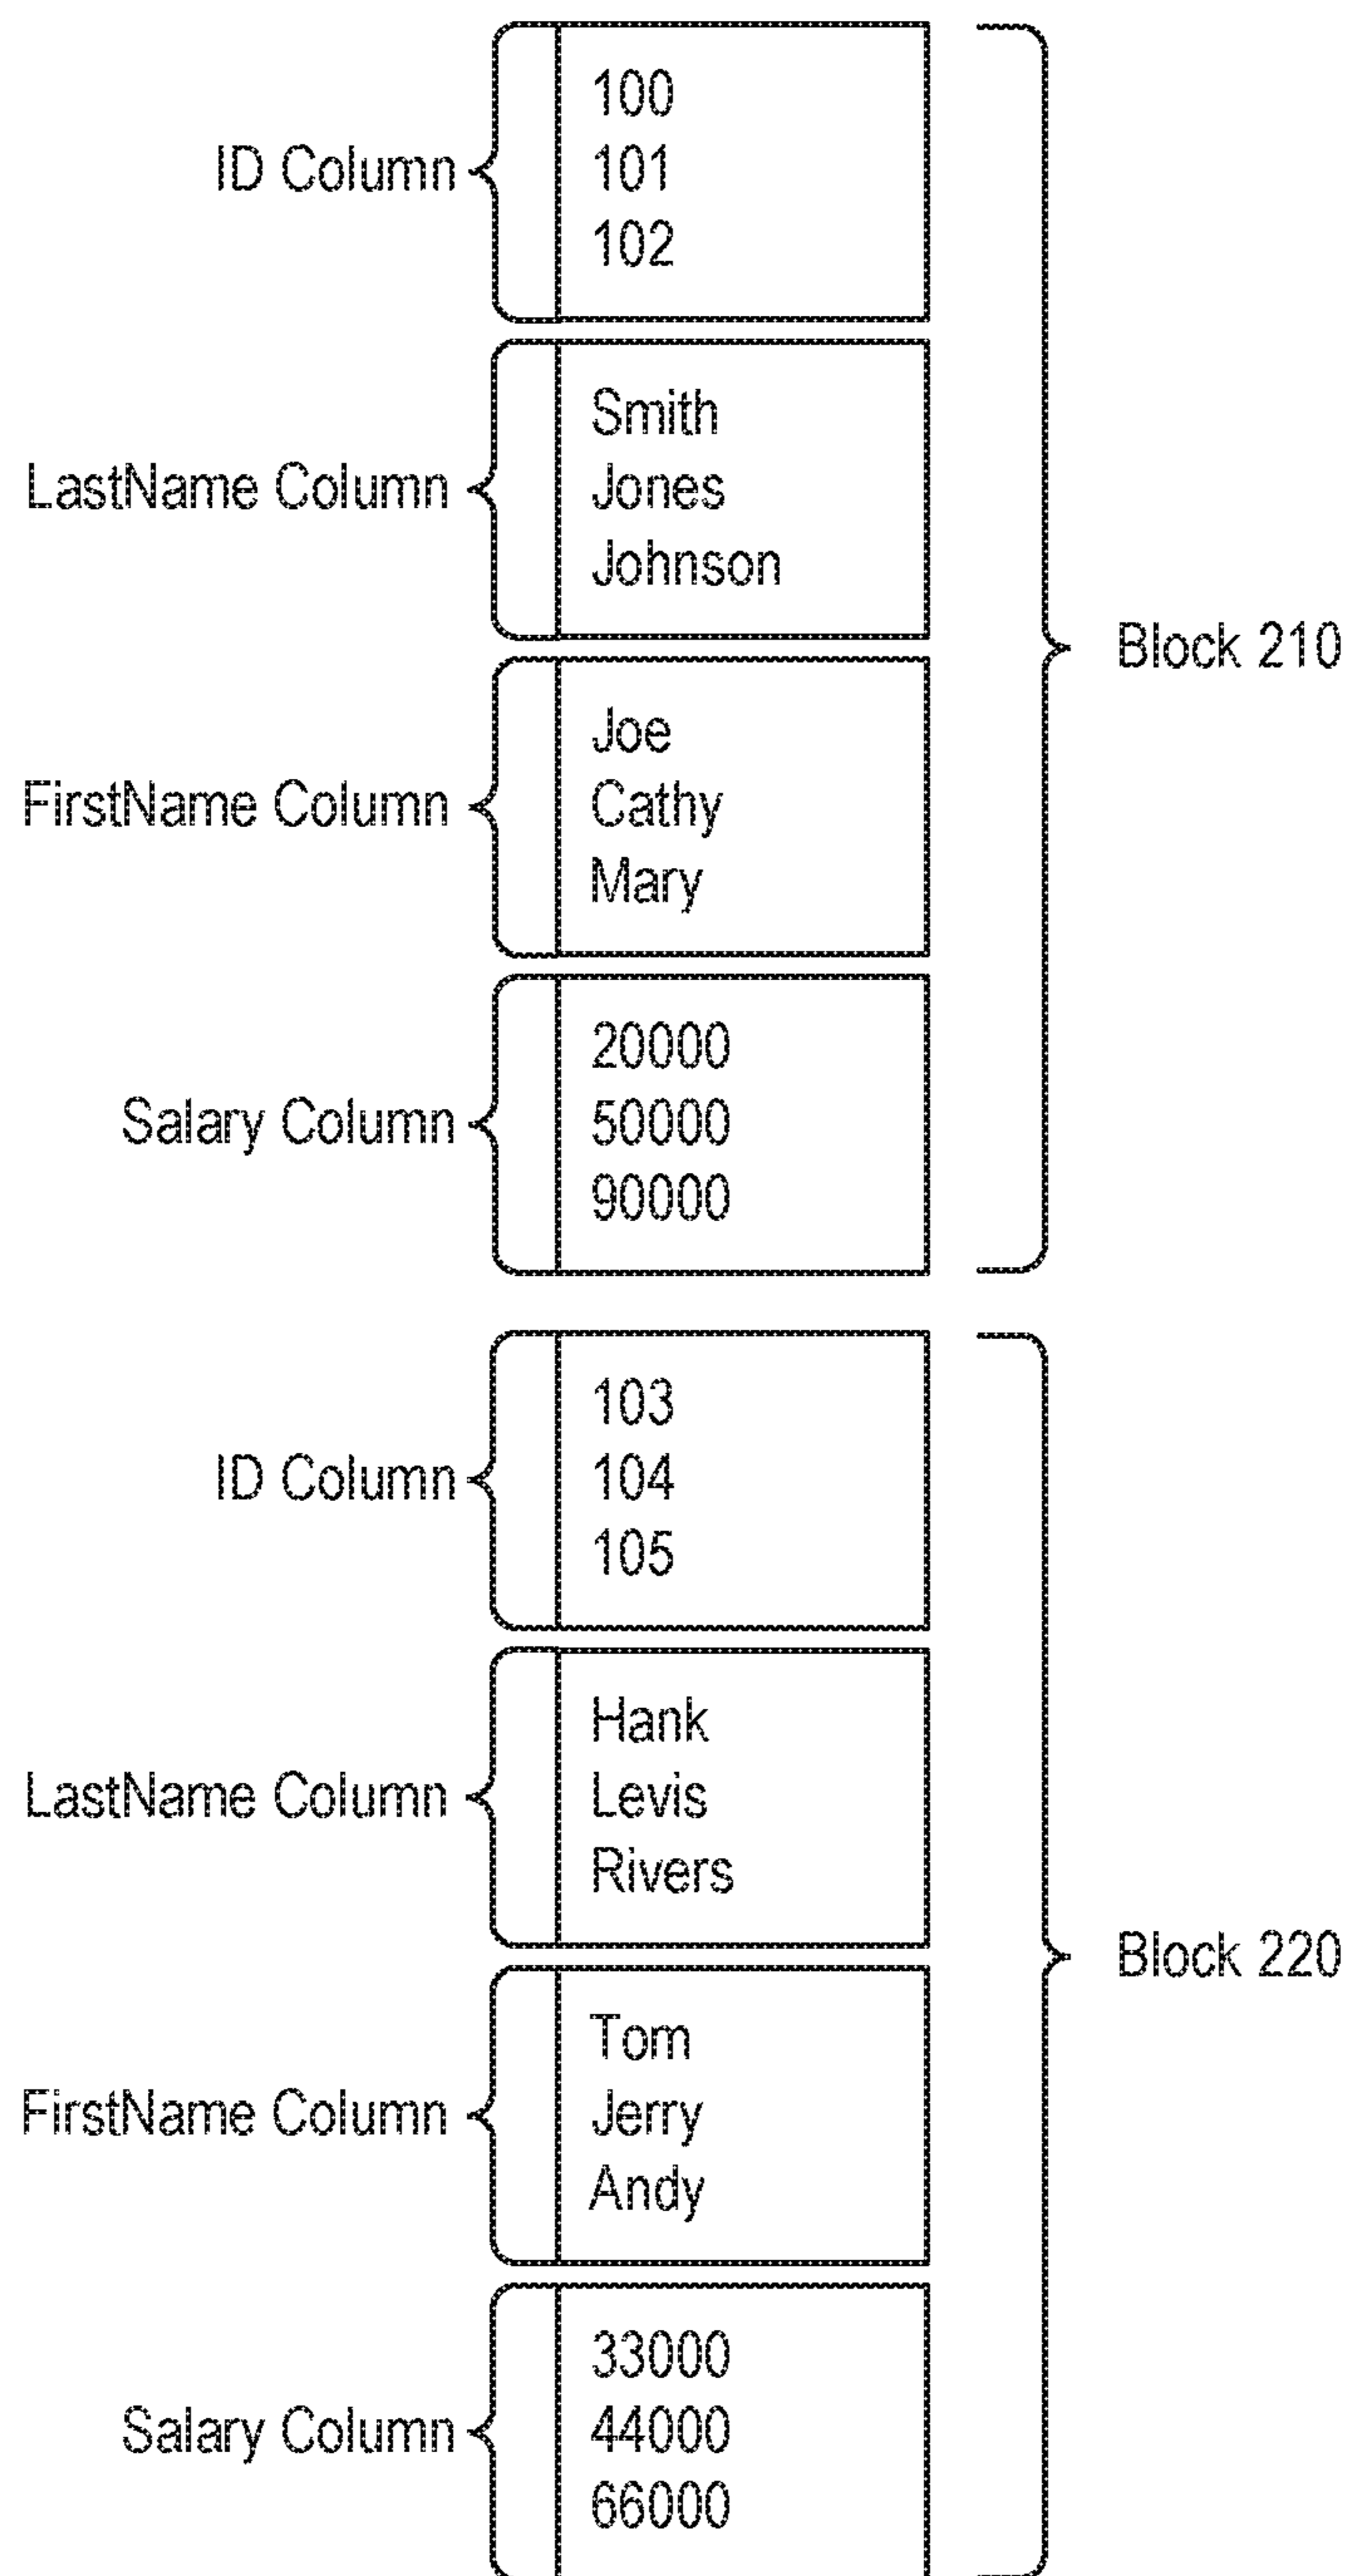 100
101
ID Column
102
Smith
Jones
LastName Column
Johnson
Block 210
Joe
Cathy
FirstName Column
Mary
20000
50000
Salary Column
90000
103
104
ID Column
105
Hank
Levis
LastName Column
Rivers
Block 220
Tom
Jerry
FirstName Column
Andy
33000
44000
Salary Column
66000